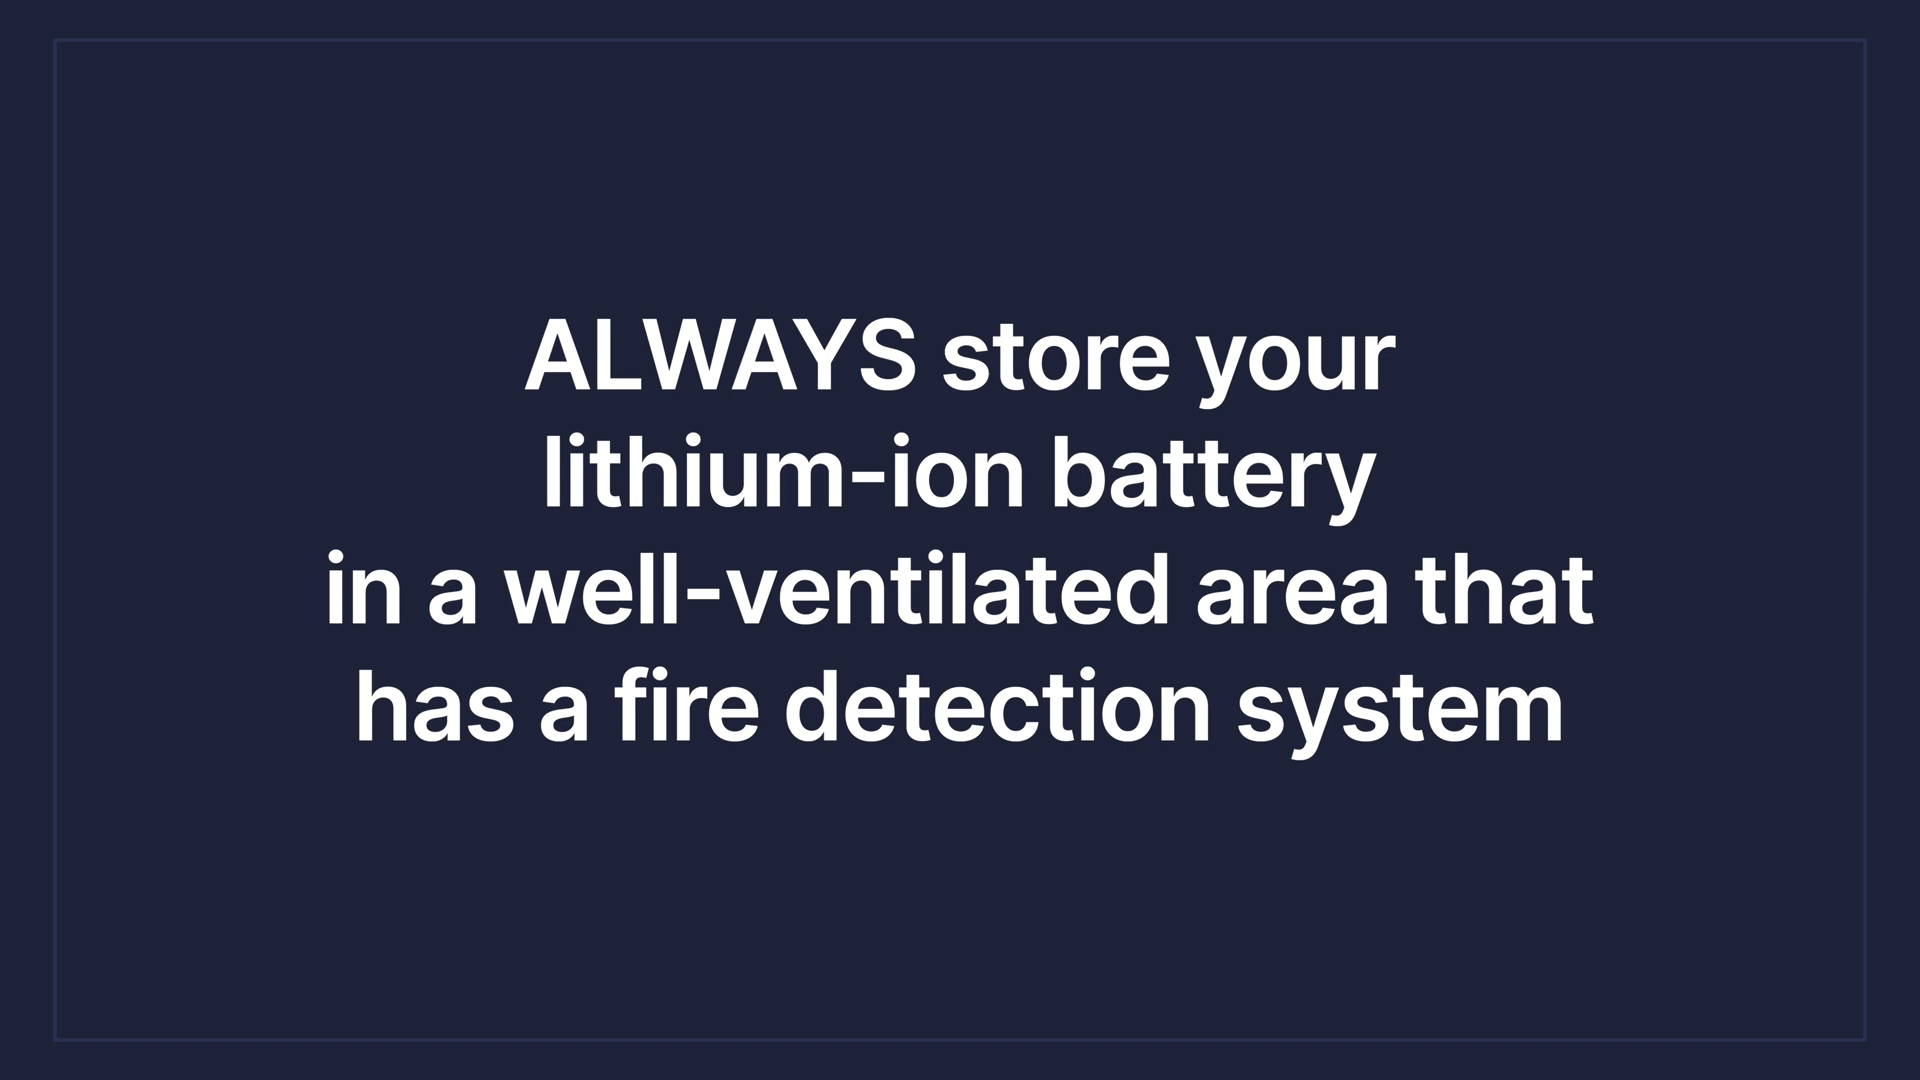 ALWAYS store your
lithium-ion battery
in a well-ventilated area that
has a fire detection system